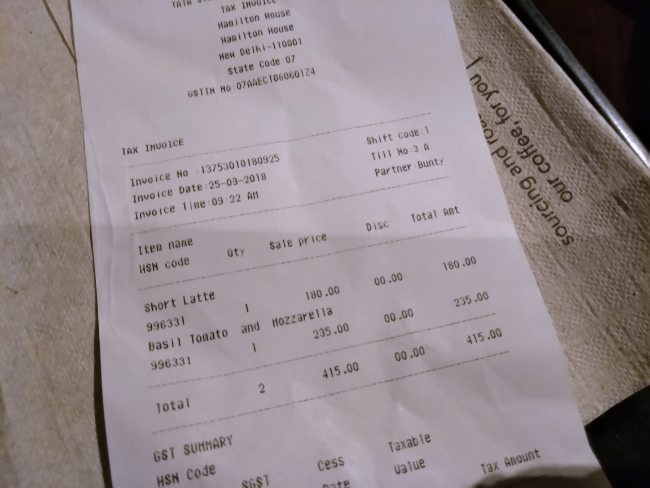 TAX INVOICE
Hamilton House
Hamilton House
New Delhi-110001
State Code:07
GSTIN No:07AAECT0606D1Z4
TAX INVOICE
Invoice No :13753010180925 Shift Code:1
Invoice Date:25-09-2018 Till No:3 A
Invoice Time:09:22 AM Partner:Bunty
Item name
HSN code Qty Sale price Disc Total Amt
Short Latte
996331 1 180.00 00.00 180.00
Basil Tomato and Mozzarella
996331 1 235.00 00.00 235.00
Total 2 415.00 00.00 415.00
GST SUMMARY
HSN Code SGST Cess Taxable
Value Tax Amount
sourcing and
our coffee, for you